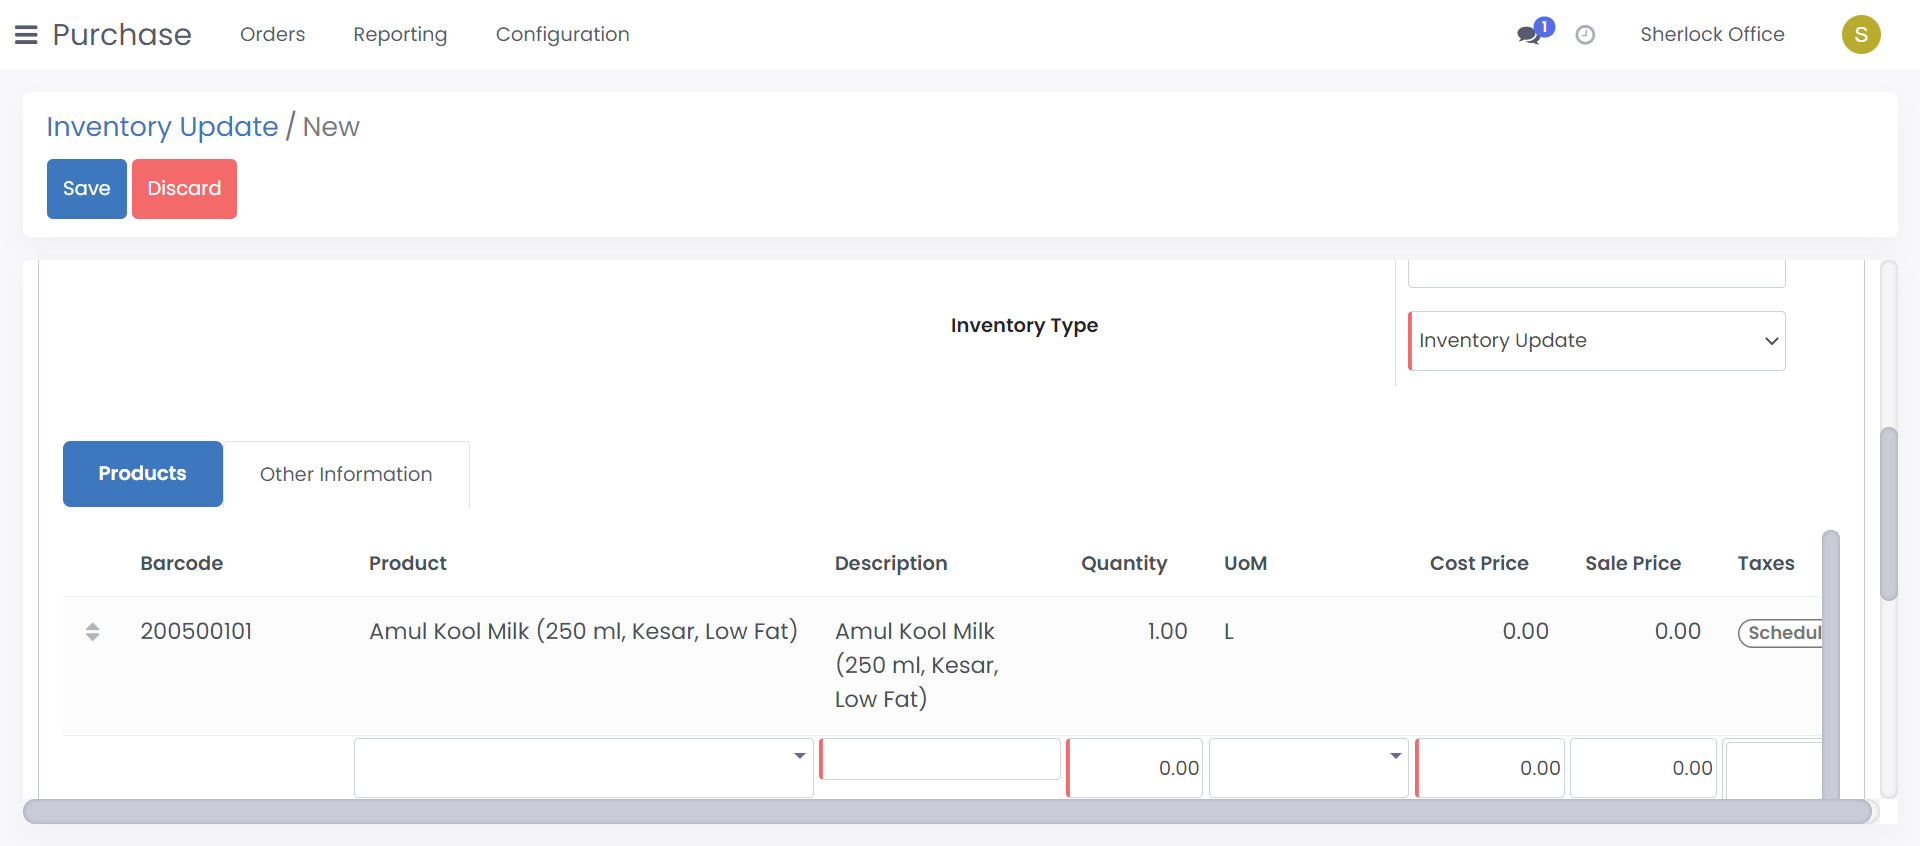 Purchase Orders Reporting Configuration 1 Sherlock Office S
Inventory Update / New
Save Discard
Inventory Type Inventory Update
Products Other Information
Barcode Product Description Quantity UoM Cost Price Sale Price Taxes
200500101 Amul Kool Milk (250 ml, Kesar, Low Fat) Amul Kool Milk 1.00 L 0.00 0.00 Schedul
(250 ml, Kesar,
Low Fat)
0.00 0.00 0.00